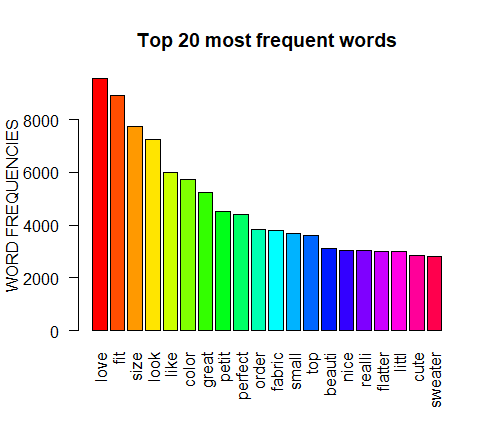 Top 20 most frequent words
WORD FREQUENCIES
8000
6000
4000
2000
0
love
fit
size
look
like
color
great
petit
perfect
order
fabric
small
top
beauti
nice
realli
flatter
littl
cute
sweater